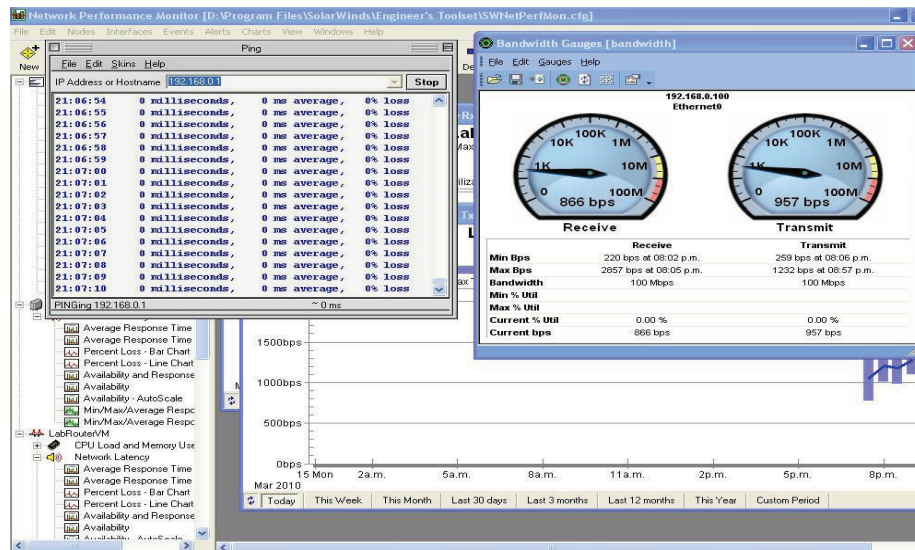 Network Performance Monitor [D:\Program Files\SolarWinds\Engineer's Toolset\SWNetPerfMon.cfg]
File Edit Nodes Interfaces Events Alerts Charts View Windows Help
New
Ping
File Edit Skins Help
IP Address or Hostname 192.168.0.1 Stop
21:06:54 0 milliseconds, 0 ms average, 0% loss
21:06:55 0 milliseconds, 0 ms average, 0% loss
21:06:56 0 milliseconds, 0 ms average, 0% loss
21:06:57 0 milliseconds, 0 ms average, 0% loss
21:06:58 0 milliseconds, 0 ms average, 0% loss
21:06:59 0 milliseconds, 0 ms average, 0% loss
21:07:00 0 milliseconds, 0 ms average, 0% loss
21:07:01 0 milliseconds, 0 ms average, 0% loss
21:07:02 0 milliseconds, 0 ms average, 0% loss
21:07:03 0 milliseconds, 0 ms average, 0% loss
21:07:04 0 milliseconds, 0 ms average, 0% loss
21:07:05 0 milliseconds, 0 ms average, 0% loss
21:07:06 0 milliseconds, 0 ms average, 0% loss
21:07:07 0 milliseconds, 0 ms average, 0% loss
21:07:08 0 milliseconds, 0 ms average, 0% loss
21:07:09 0 milliseconds, 0 ms average, 0% loss
21:07:10 0 milliseconds, 0 ms average, 0% loss
PINGing 192.168.0.1 ~ 0 ms
Bandwidth Gauges [bandwidth]
File Edit Gauges Help
192.168.0.100
Ethernet0
0 1K 10K 100K 1M 10M 100M
866 bps
Receive
0 1K 10K 100K 1M 10M 100M
957 bps
Transmit
Receive Transmit
Min Bps 220 bps at 08:02 p.m. 259 bps at 08:06 p.m.
Max Bps 2857 bps at 08:05 p.m. 1232 bps at 08:57 p.m.
Bandwidth 100 Mbps 100 Mbps
Min % Util
Max % Util
Current % Util 0.00 % 0.00 %
Current bps 866 bps 957 bps
Average Response Time
Average Response Time
Percent Loss - Bar Chart
Percent Loss - Line Chart
Availability and Response
Availability
Availability - AutoScale
Min/Max/Average Respo
Min/Max/Average Respo
LabRouterVM
CPU Load and Memory Use
Network Latency
Average Response Time
Average Response Time
Percent Loss - Bar Chart
Percent Loss - Line Chart
Availability and Response
Availability
Availability - AutoScale
1500bps
1000bps
500bps
0bps
15 Mon 2a.m. 5a.m. 8a.m. 11a.m. 2p.m. 5p.m. 8p.m.
Mar 2010
Today This Week This Month Last 30 days Last 3 months Last 12 months This Year Custom Period